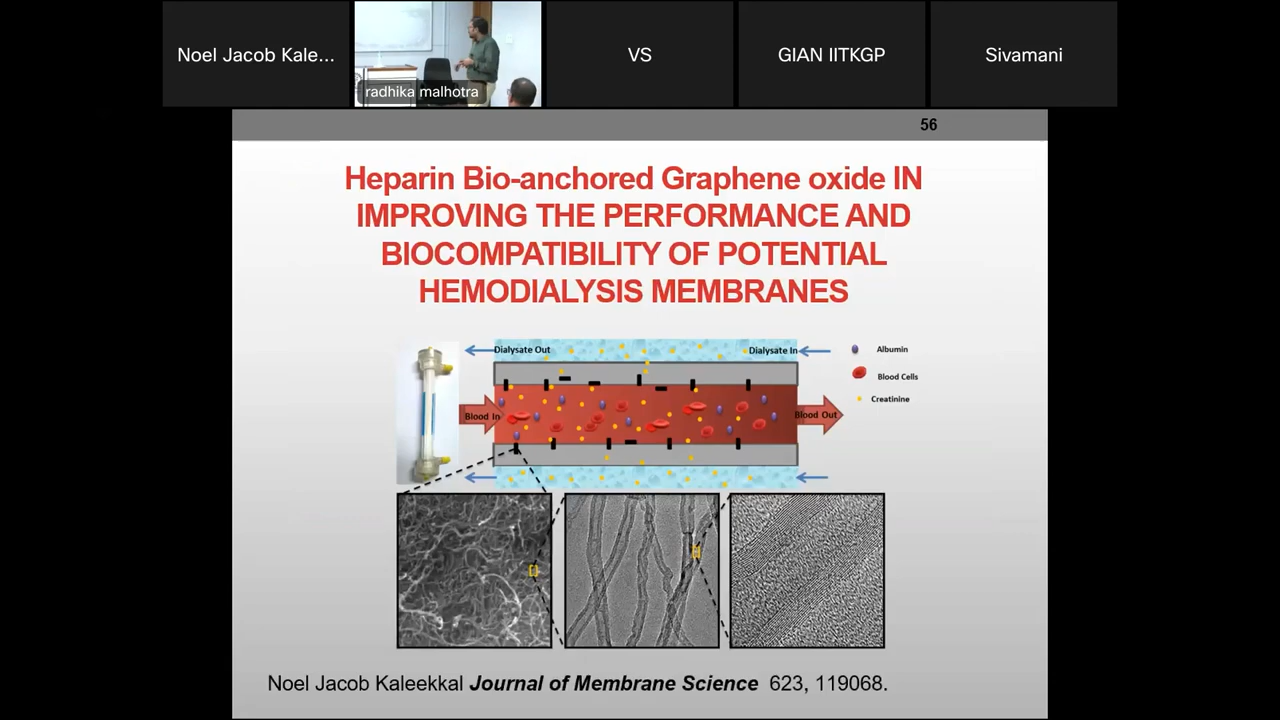 Noel Jacob Kale...
radhika malhotra
VS
GIAN IITKGP
Sivamani
56
Heparin Bio-anchored Graphene oxide IN
IMPROVING THE PERFORMANCE AND
BIOCOMPATIBILITY OF POTENTIAL
HEMODIALYSIS MEMBRANES
Dialysate Out
Dialysate In
Albumin
Blood Cells
Creatinine
Blood In
Blood Out
Noel Jacob Kaleekkal Journal of Membrane Science 623, 119068.